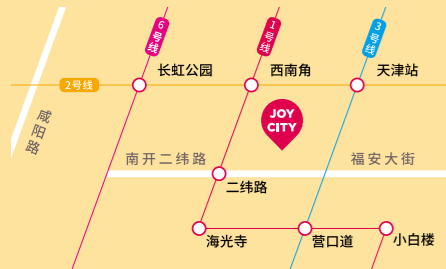 6号线
1号线
3号线
长虹公园
西南角
天津站
2号线
咸阳路
JOY
CITY
南开二纬路
福安大街
二纬路
海光寺
营口道
小白楼